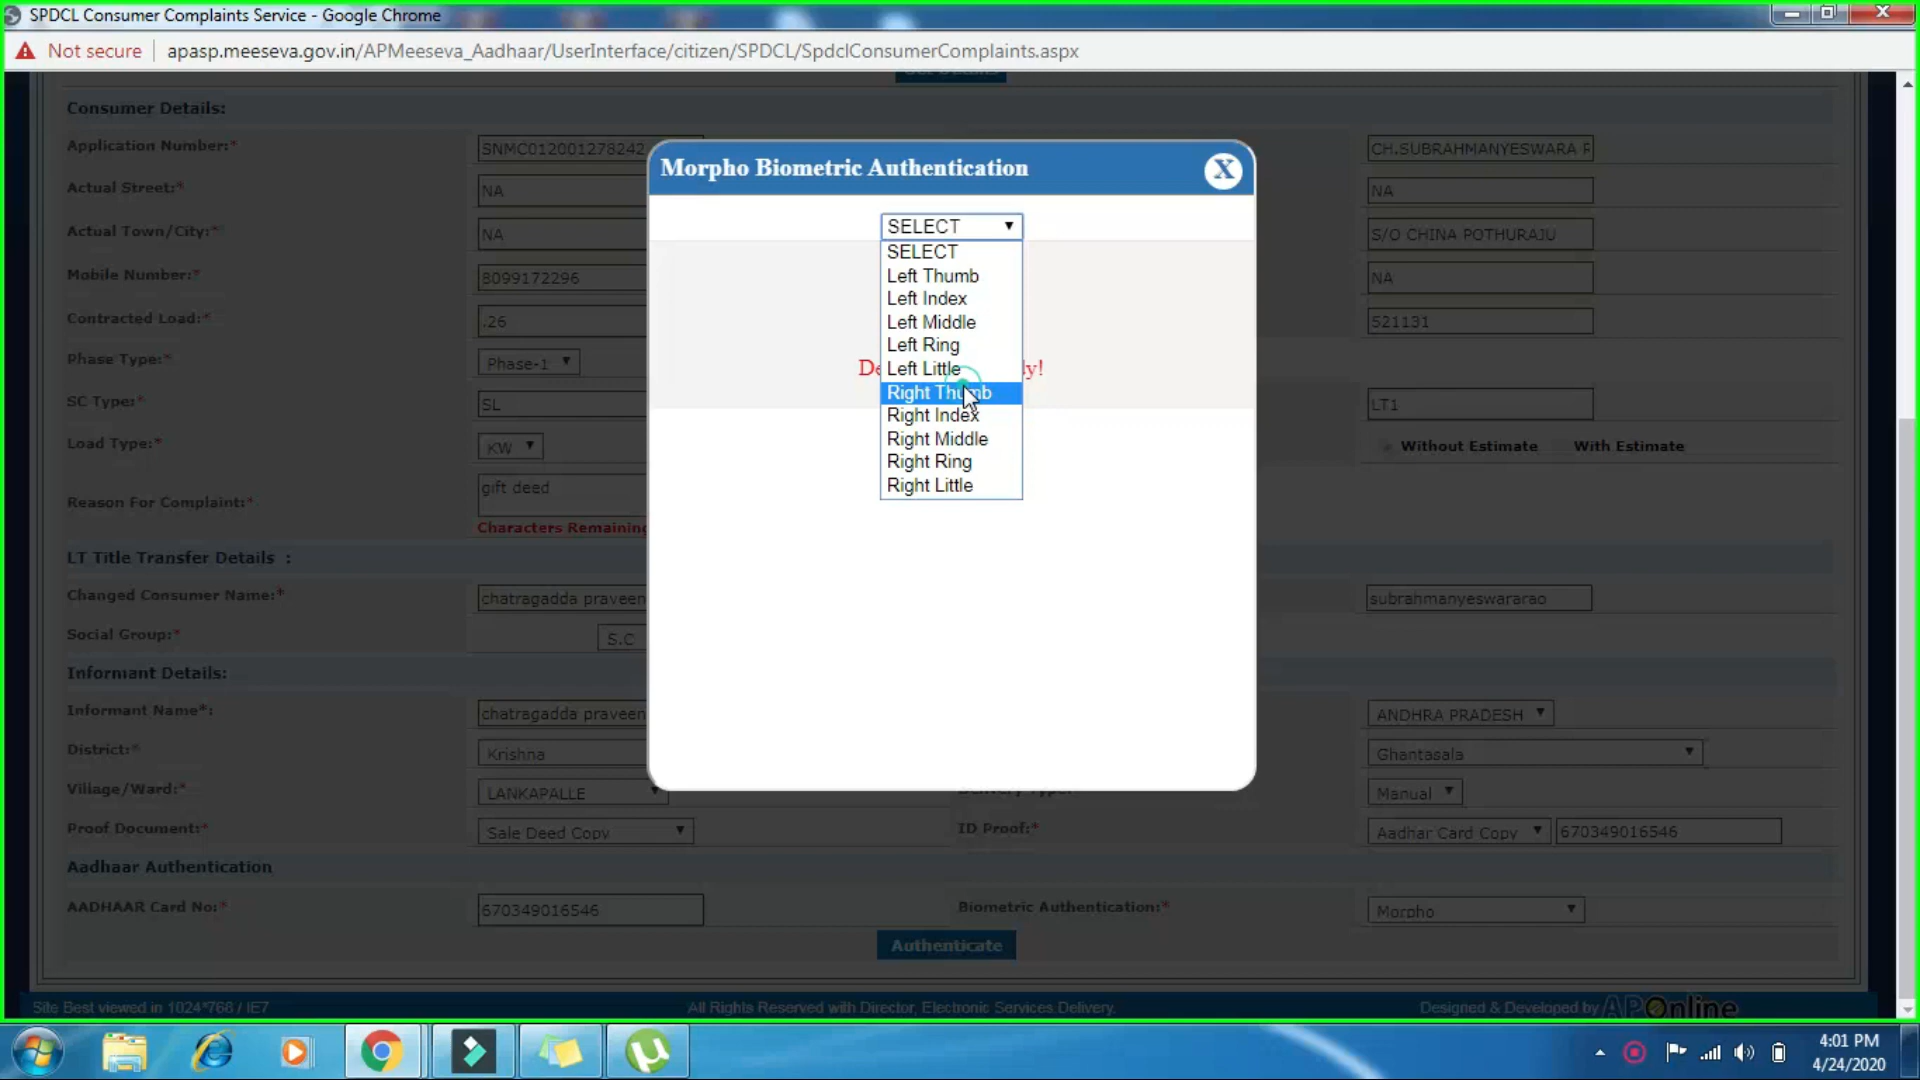 SPDCL Consumer Complaints Service - Google Chrome
Not secure | apasp.meeseva.gov.in/APMeeseva_Aadhaar/UserInterface/citizen/SPDCL/SpdclConsumerComplaints.aspx
Consumer Details:
Application Number:* SNMC012001278242 CH.SUBRAHMANYESWARA R
Actual Street:* NA NA
Actual Town/City:* NA S/O CHINA POTHURAJU
Mobile Number:* 8099172296 NA
Contracted Load:* .26 521131
Phase Type:* Phase-1
SC Type:* SL LT1
Load Type:* KW Without Estimate With Estimate
Reason For Complaint:* gift deed
Characters Remaining
LT Title Transfer Details :
Changed Consumer Name:* chatragadda praveen subrahmanyeswararao
Social Group:* S.C
Informant Details:
Informant Name*: chatragadda praveen ANDHRA PRADESH
District:* Krishna Ghantasala
Village/Ward:* LANKAPALLE Manual
Proof Document:* Sale Deed Copy ID Proof:* Aadhar Card Copy 670349016546
Aadhaar Authentication
AADHAAR Card No:* 670349016546 Biometric Authentication:* Morpho
Authenticate
Morpho Biometric Authentication X
SELECT
SELECT
Left Thumb
Left Index
Left Middle
Left Ring
Left Little
Right Thumb
Right Index
Right Middle
Right Ring
Right Little
Site Best viewed in 1024*768 / IE7 All Rights Reserved with Director, Electronic Services Delivery. Designed & Developed by APOnline
4:01 PM
4/24/2020